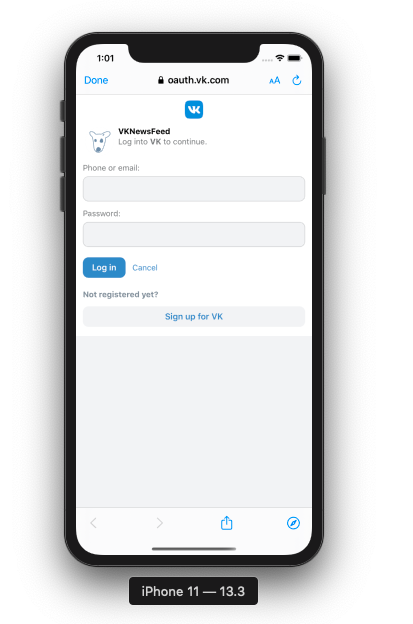 1:01
Done
oauth.vk.com
AA
VKNewsFeed
Log into VK to continue.
Phone or email:
Password:
Log in
Cancel
Not registered yet?
Sign up for VK
iPhone 11 — 13.3